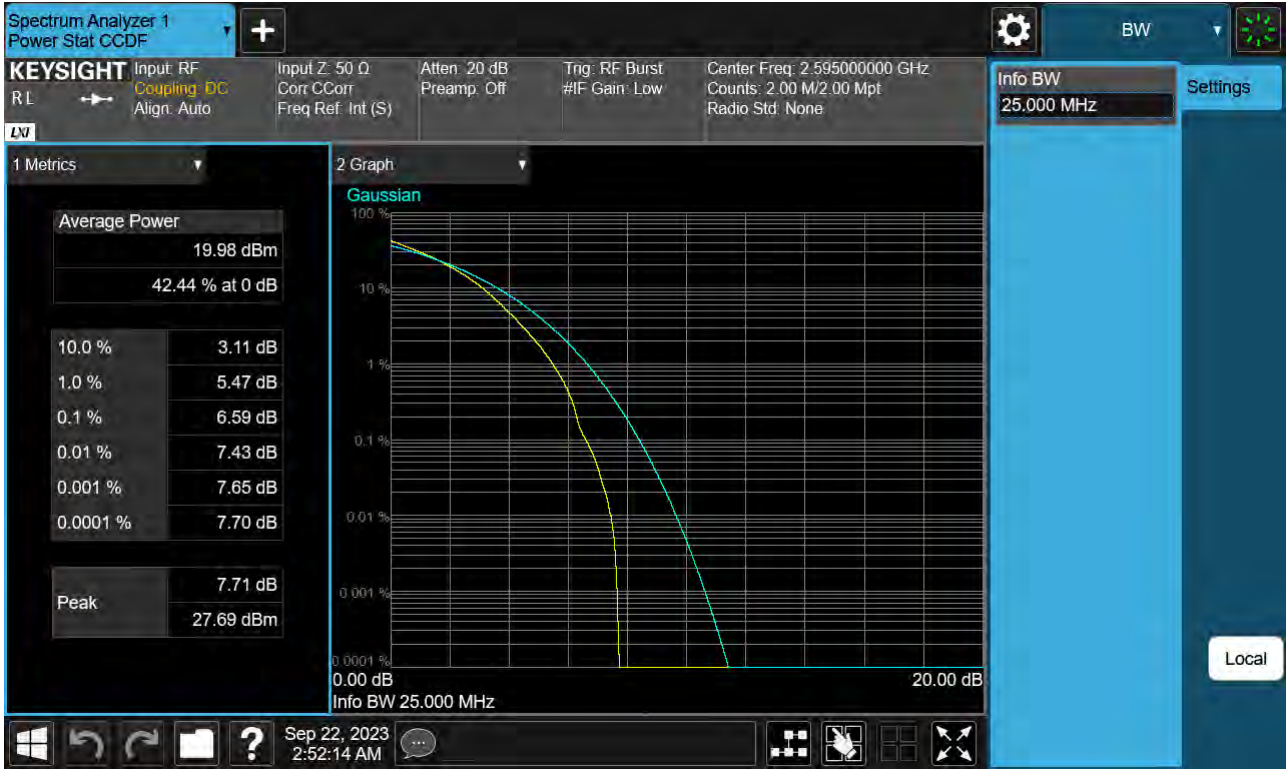 Spectrum Analyzer 1
Power Stat CCDF
+
BW
KEYSIGHT
R L
LXI
Input: RF
Coupling: DC
Align: Auto
Input Z: 50 Ω
Corr CCorr
Freq Ref: Int (S)
Atten: 20 dB
Preamp: Off
Trig: RF Burst
#IF Gain: Low
Center Freq: 2.595000000 GHz
Counts: 2.00 M/2.00 Mpt
Radio Std: None
Info BW
25.000 MHz
Settings
1 Metrics
Average Power
19.98 dBm
42.44 % at 0 dB
10.0 % 3.11 dB
1.0 % 5.47 dB
0.1 % 6.59 dB
0.01 % 7.43 dB
0.001 % 7.65 dB
0.0001 % 7.70 dB
Peak
7.71 dB
27.69 dBm
2 Graph
Gaussian
100 %
10 %
1 %
0.1 %
0.01 %
0.001 %
0.0001 %
0.00 dB 20.00 dB
Info BW 25.000 MHz
Local
?
Sep 22, 2023
2:52:14 AM